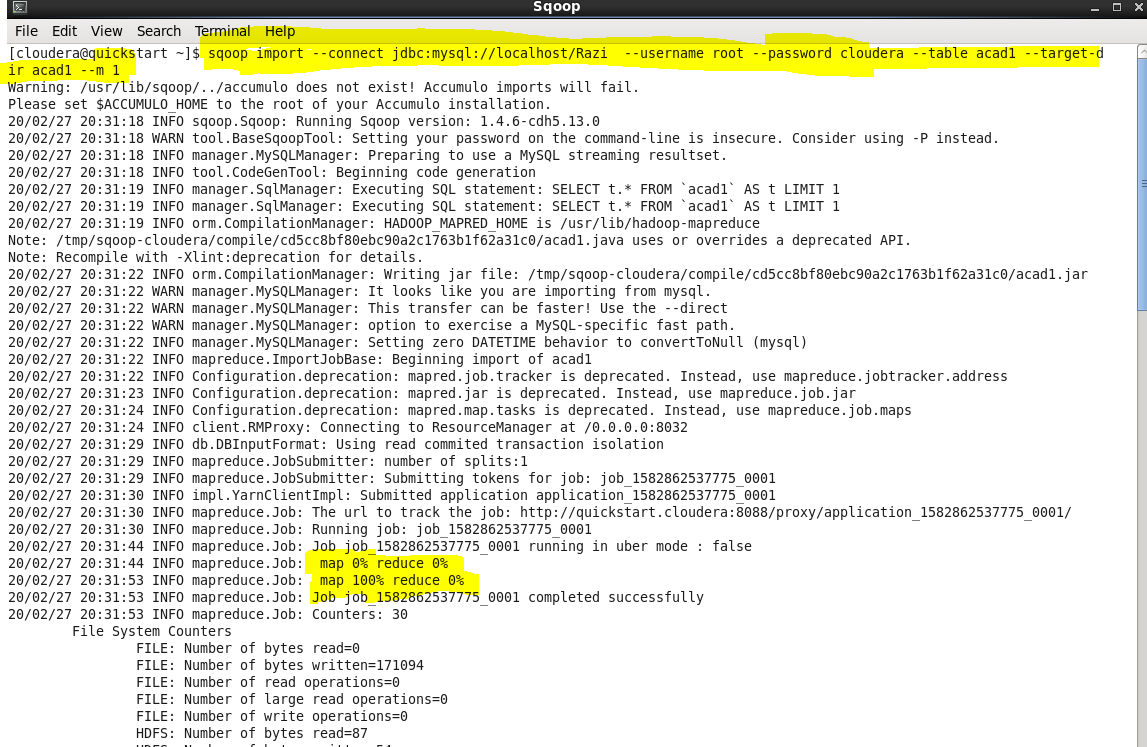 Sqoop
File Edit View Search Terminal Help
[cloudera@quickstart ~]$ sqoop import --connect jdbc:mysql://localhost/Razi  --username root --password cloudera --table acad1 --target-d
ir acad1 --m 1
Warning: /usr/lib/sqoop/../accumulo does not exist! Accumulo imports will fail.
Please set $ACCUMULO_HOME to the root of your Accumulo installation.
20/02/27 20:31:18 INFO sqoop.Sqoop: Running Sqoop version: 1.4.6-cdh5.13.0
20/02/27 20:31:18 WARN tool.BaseSqoopTool: Setting your password on the command-line is insecure. Consider using -P instead.
20/02/27 20:31:18 INFO manager.MySQLManager: Preparing to use a MySQL streaming resultset.
20/02/27 20:31:18 INFO tool.CodeGenTool: Beginning code generation
20/02/27 20:31:19 INFO manager.SqlManager: Executing SQL statement: SELECT t.* FROM `acad1` AS t LIMIT 1
20/02/27 20:31:19 INFO manager.SqlManager: Executing SQL statement: SELECT t.* FROM `acad1` AS t LIMIT 1
20/02/27 20:31:19 INFO orm.CompilationManager: HADOOP_MAPRED_HOME is /usr/lib/hadoop-mapreduce
Note: /tmp/sqoop-cloudera/compile/cd5cc8bf80ebc90a2c1763b1f62a31c0/acad1.java uses or overrides a deprecated API.
Note: Recompile with -Xlint:deprecation for details.
20/02/27 20:31:22 INFO orm.CompilationManager: Writing jar file: /tmp/sqoop-cloudera/compile/cd5cc8bf80ebc90a2c1763b1f62a31c0/acad1.jar
20/02/27 20:31:22 WARN manager.MySQLManager: It looks like you are importing from mysql.
20/02/27 20:31:22 WARN manager.MySQLManager: This transfer can be faster! Use the --direct
20/02/27 20:31:22 WARN manager.MySQLManager: option to exercise a MySQL-specific fast path.
20/02/27 20:31:22 INFO manager.MySQLManager: Setting zero DATETIME behavior to convertToNull (mysql)
20/02/27 20:31:22 INFO mapreduce.ImportJobBase: Beginning import of acad1
20/02/27 20:31:22 INFO Configuration.deprecation: mapred.job.tracker is deprecated. Instead, use mapreduce.jobtracker.address
20/02/27 20:31:23 INFO Configuration.deprecation: mapred.jar is deprecated. Instead, use mapreduce.job.jar
20/02/27 20:31:24 INFO Configuration.deprecation: mapred.map.tasks is deprecated. Instead, use mapreduce.job.maps
20/02/27 20:31:24 INFO client.RMProxy: Connecting to ResourceManager at /0.0.0.0:8032
20/02/27 20:31:29 INFO db.DBInputFormat: Using read commited transaction isolation
20/02/27 20:31:29 INFO mapreduce.JobSubmitter: number of splits:1
20/02/27 20:31:29 INFO mapreduce.JobSubmitter: Submitting tokens for job: job_1582862537775_0001
20/02/27 20:31:30 INFO impl.YarnClientImpl: Submitted application application_1582862537775_0001
20/02/27 20:31:30 INFO mapreduce.Job: The url to track the job: http://quickstart.cloudera:8088/proxy/application_1582862537775_0001/
20/02/27 20:31:30 INFO mapreduce.Job: Running job: job_1582862537775_0001
20/02/27 20:31:44 INFO mapreduce.Job: Job job_1582862537775_0001 running in uber mode : false
20/02/27 20:31:44 INFO mapreduce.Job:  map 0% reduce 0%
20/02/27 20:31:53 INFO mapreduce.Job:  map 100% reduce 0%
20/02/27 20:31:53 INFO mapreduce.Job: Job job_1582862537775_0001 completed successfully
20/02/27 20:31:53 INFO mapreduce.Job: Counters: 30
File System Counters
FILE: Number of bytes read=0
FILE: Number of bytes written=171094
FILE: Number of read operations=0
FILE: Number of large read operations=0
FILE: Number of write operations=0
HDFS: Number of bytes read=87